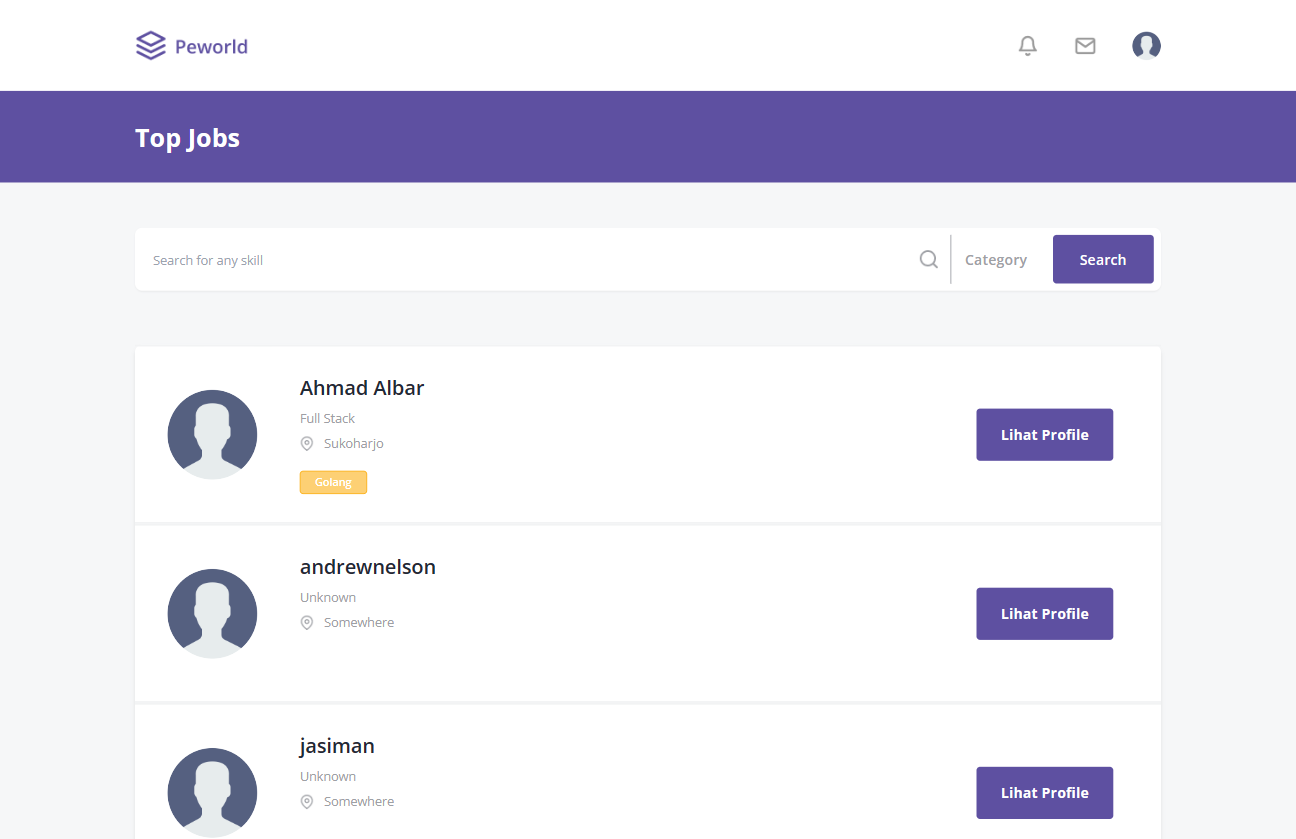 Peworld
Top Jobs
Search for any skill
Category
Search
Ahmad Albar
Full Stack
Sukoharjo
Golang
Lihat Profile
andrewnelson
Unknown
Somewhere
Lihat Profile
jasiman
Unknown
Somewhere
Lihat Profile